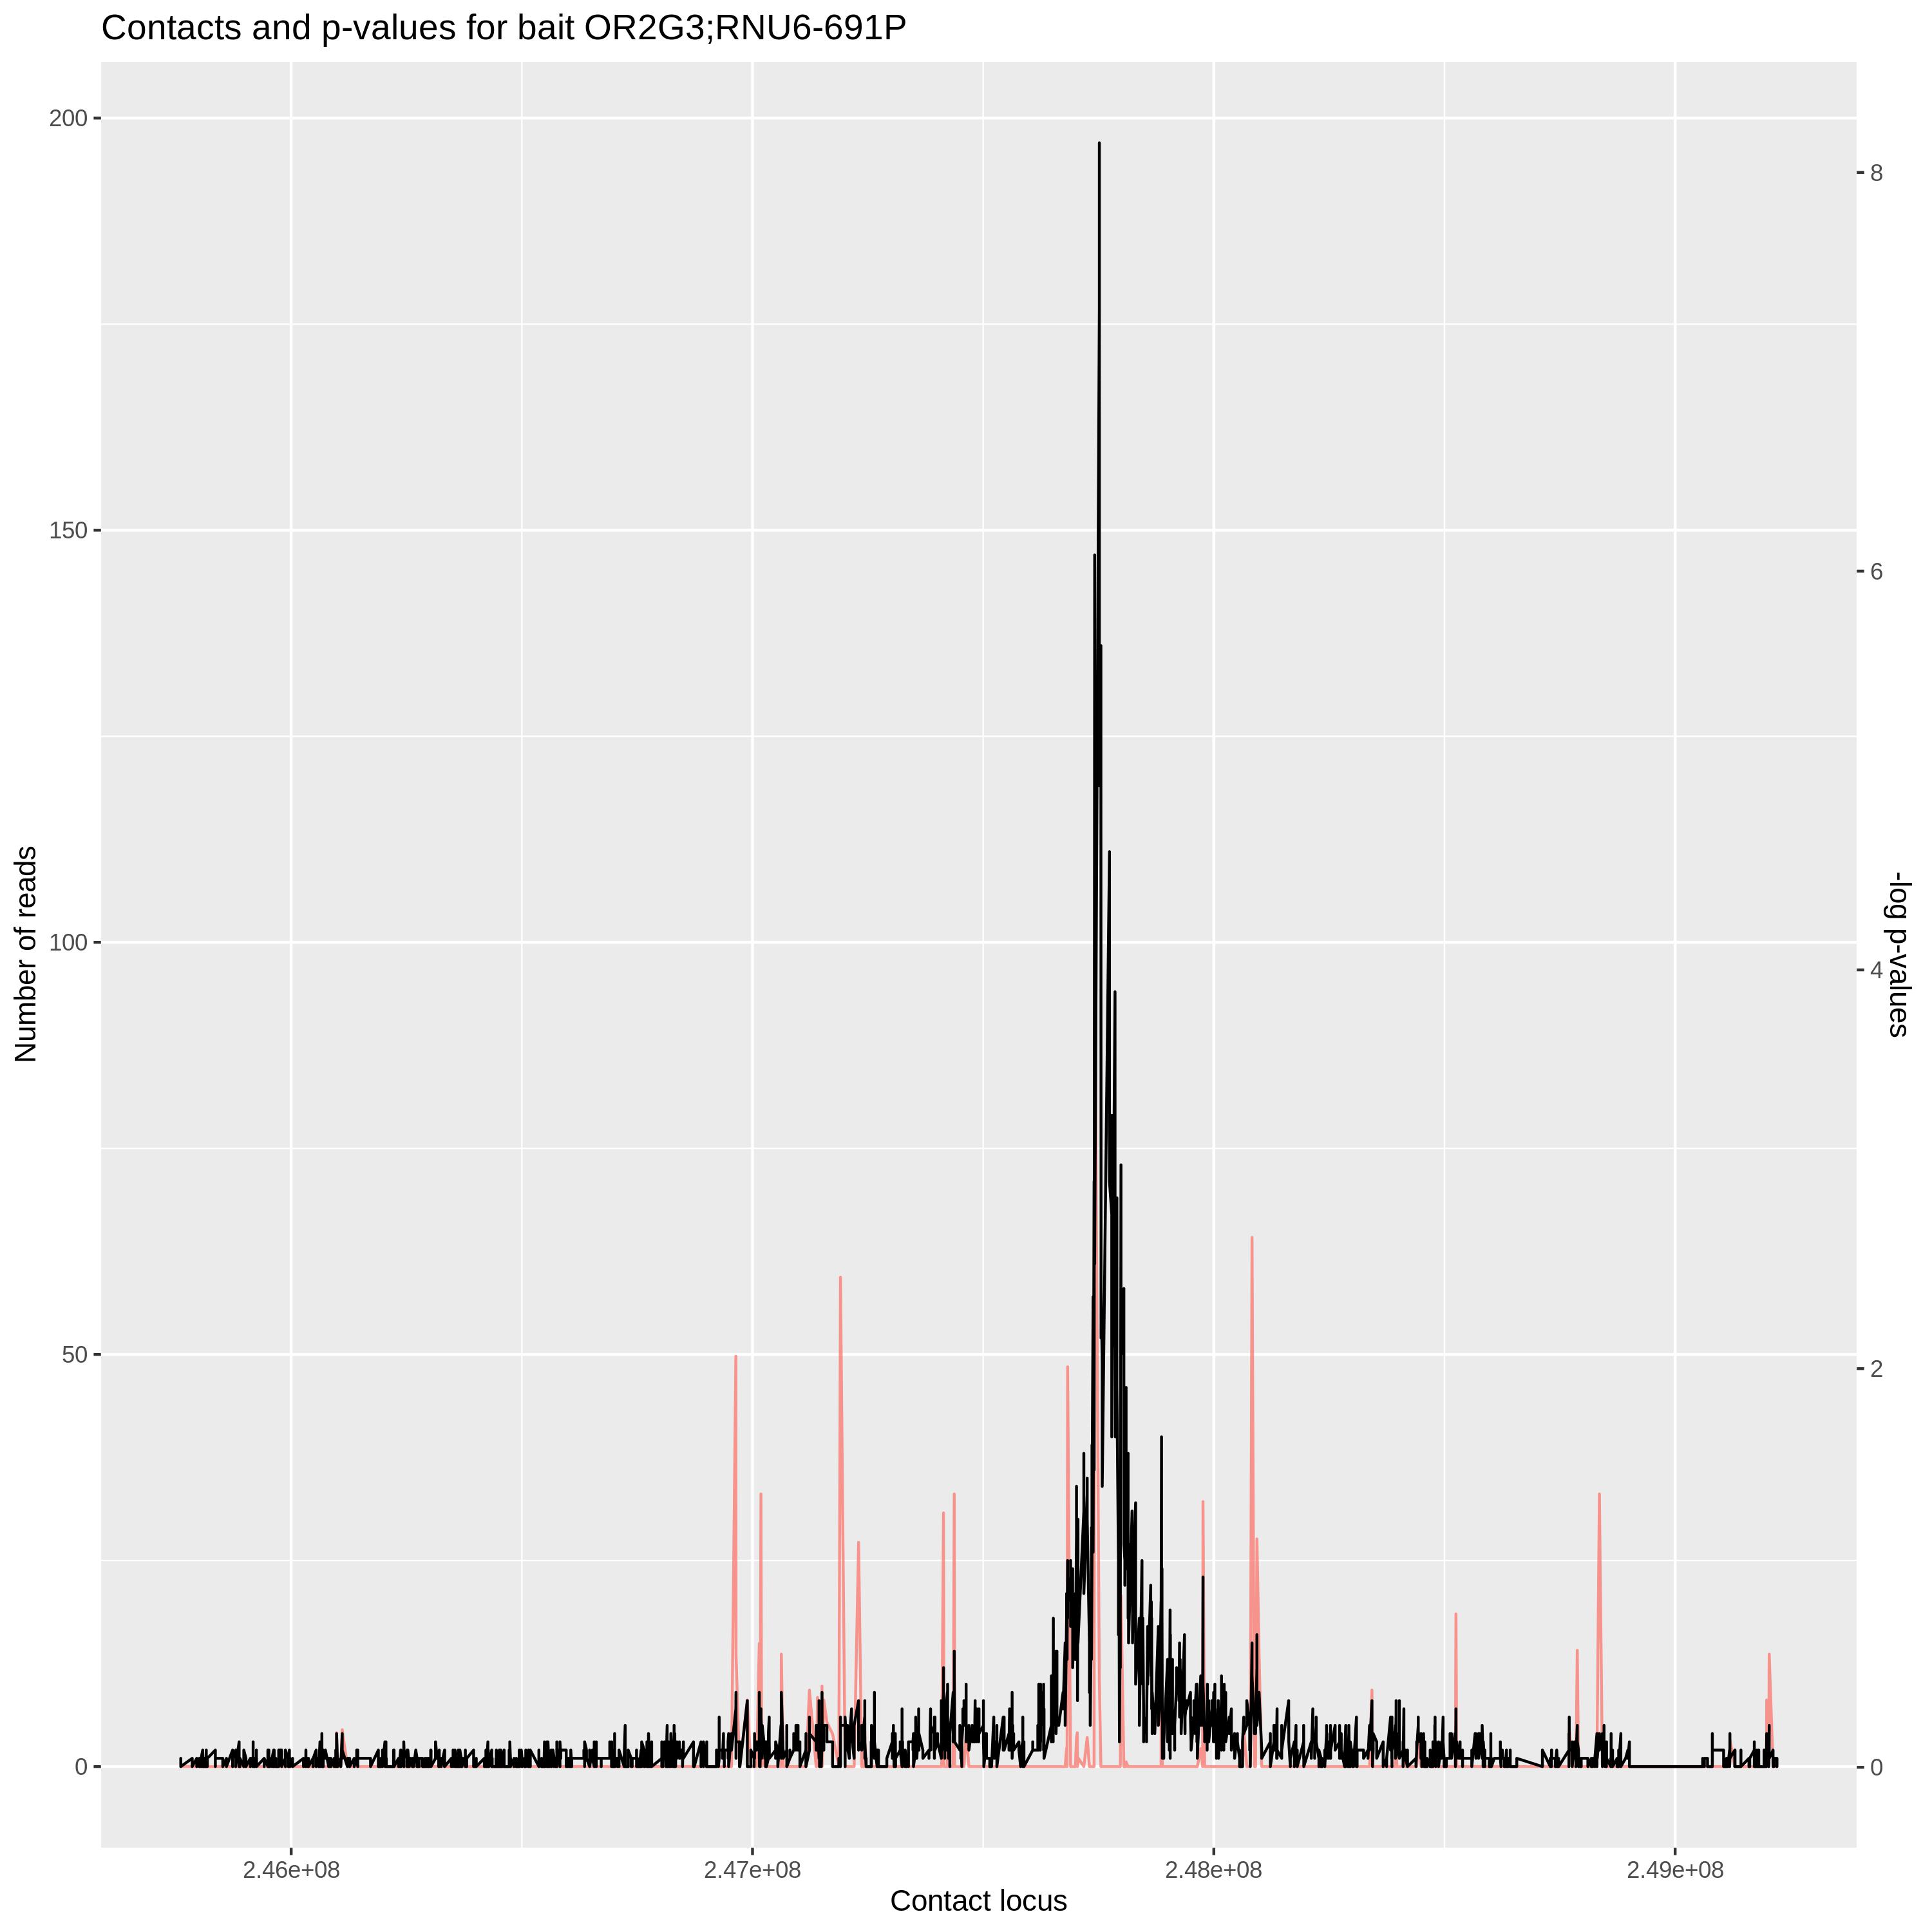 Contacts and p-values for bait OR2G3;RNU6-691P
200
150
100
50
0
8
6
4
2
0
Number of reads
-log p-values
2.46e+08
2.47e+08
2.48e+08
2.49e+08
Contact locus